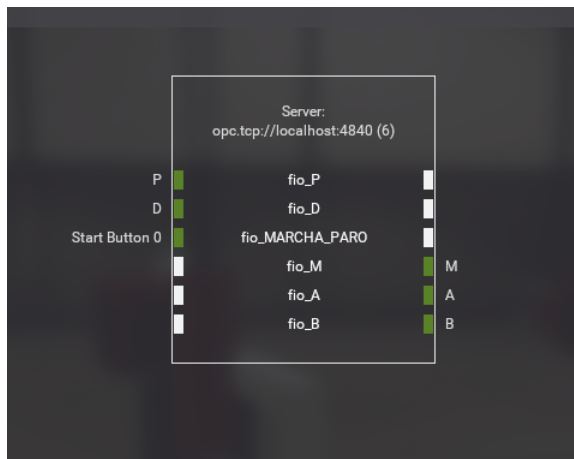 Server:
opc.tcp://localhost:4840 (6)
P fio_P
D fio_D
Start Button 0 fio_MARCHA_PARO
fio_M M
fio_A A
fio_B B